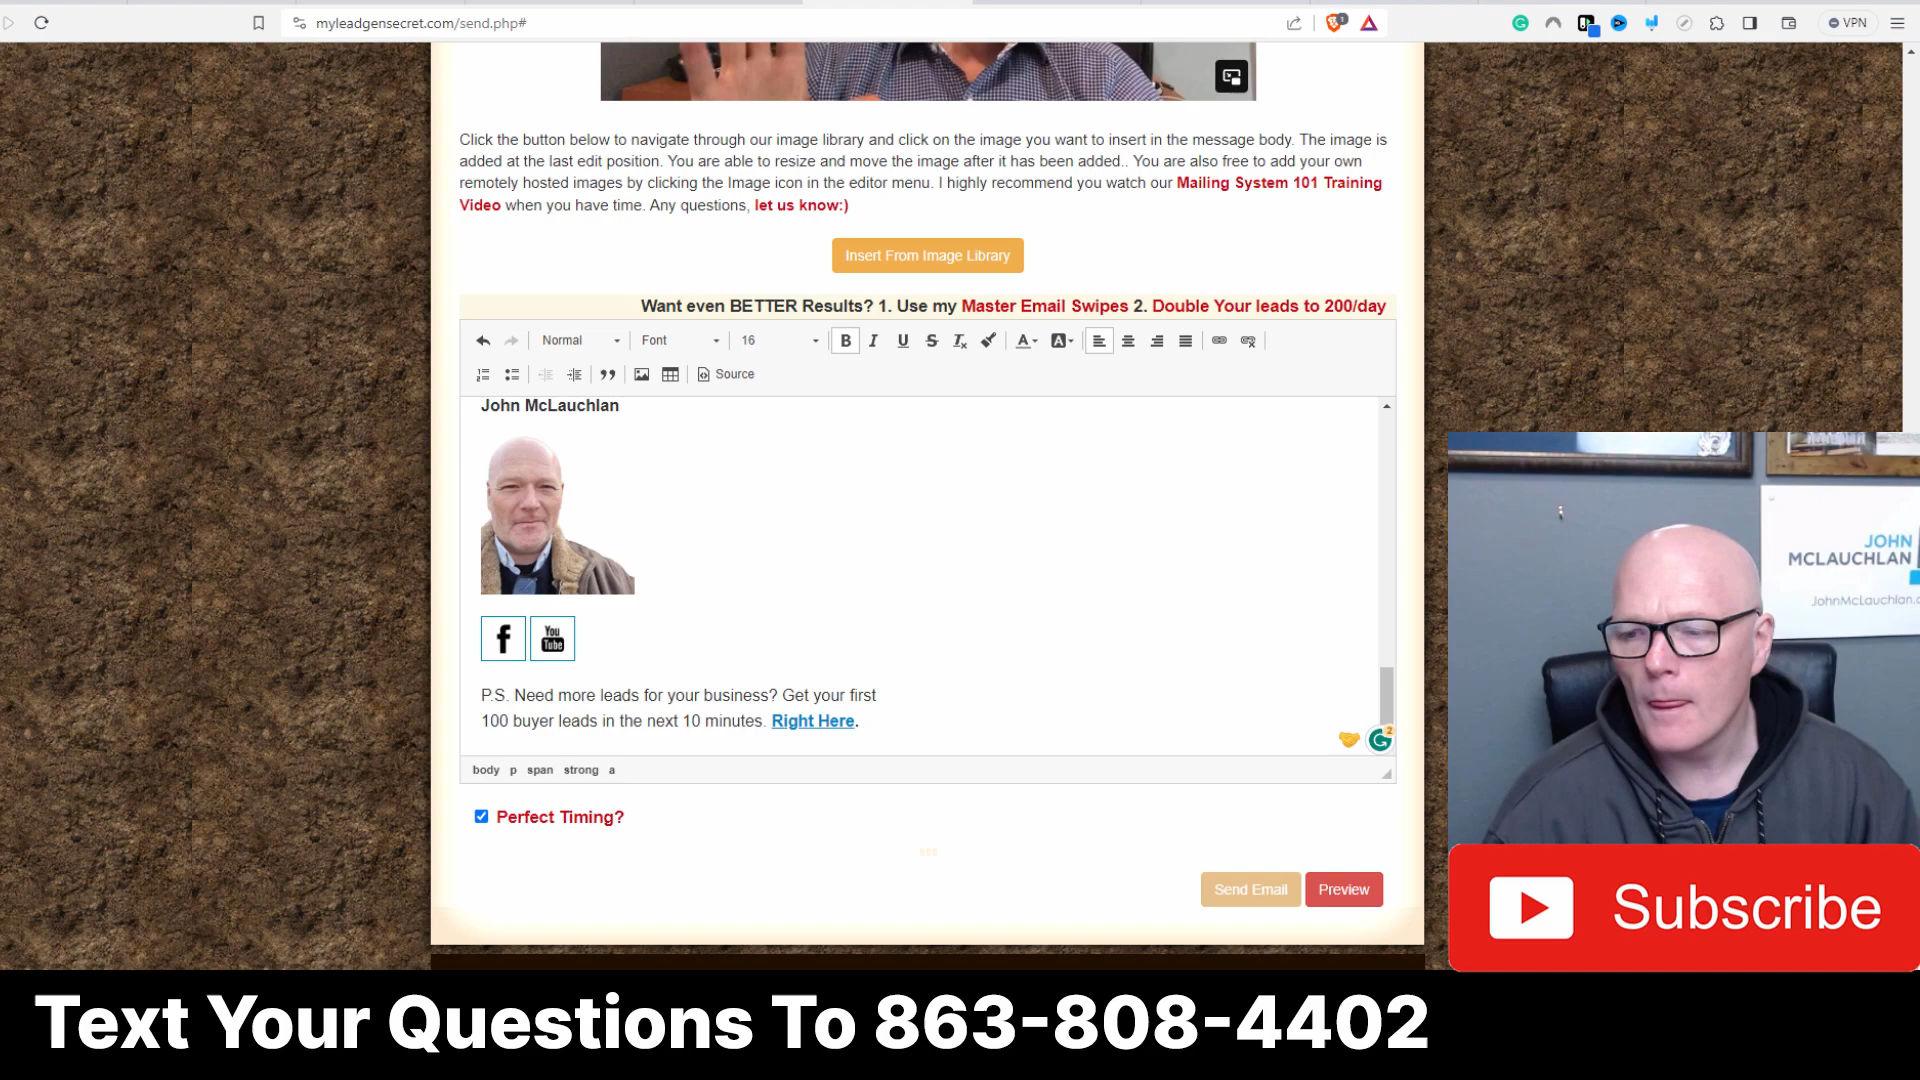 myleadgensecret.com/send.php#
1
VPN
Click the button below to navigate through our image library and click on the image you want to insert in the message body. The image is
added at the last edit position. You are able to resize and move the image after it has been added.. You are also free to add your own
remotely hosted images by clicking the Image icon in the editor menu. I highly recommend you watch our Mailing System 101 Training
Video when you have time. Any questions, let us know:)
Insert From Image Library
Want even BETTER Results? 1. Use my Master Email Swipes 2. Double Your leads to 200/day
Normal Font 16
Source
John McLauchlan
You
Tube
P.S. Need more leads for your business? Get your first
100 buyer leads in the next 10 minutes. Right Here.
2
body p span strong a
Perfect Timing?
Send Email Preview
JOHN
MCLAUCHLAN
JohnMcLauchlan.c
Subscribe
Text Your Questions To 863-808-4402